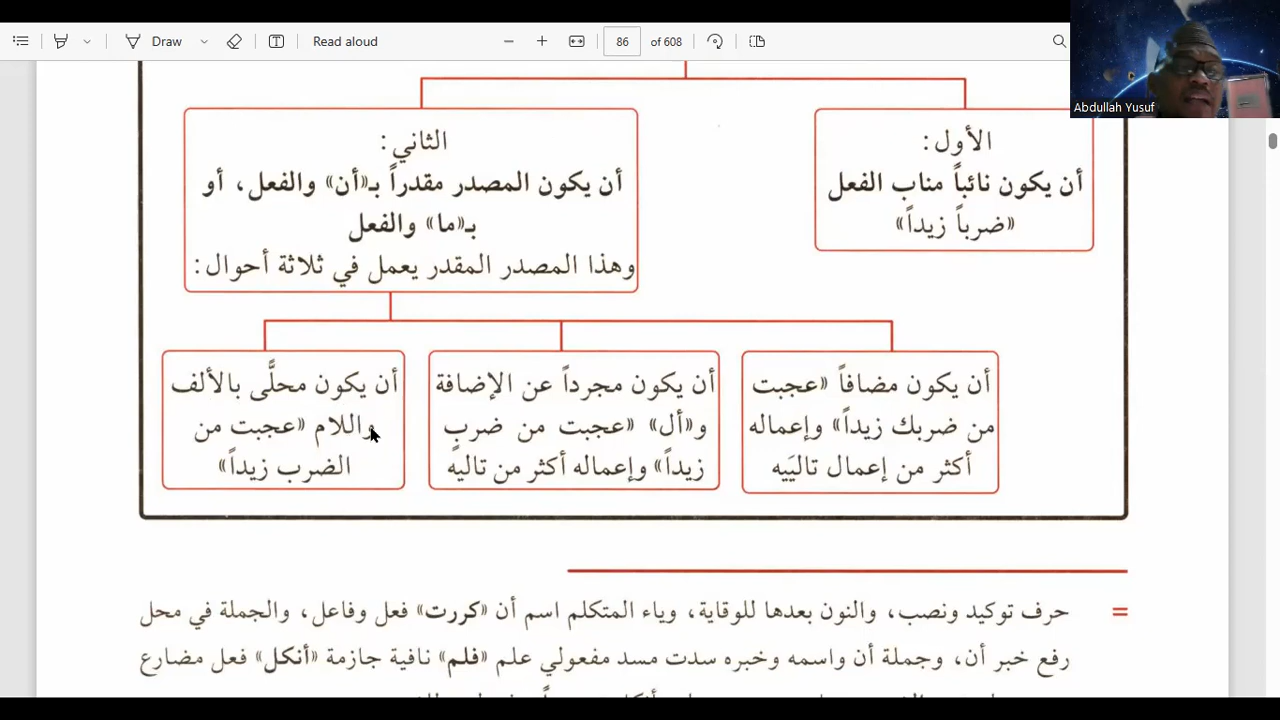 Draw
Read aloud
86 of 608
Abdullah Yusuf
الأول:
أن يكون نائباً مناب الفعل
«ضرباً زيداً»
الثاني:
أن يكون المصدر مقدراً بـ«أن» والفعل، أو
بـ«ما» والفعل
وهذا المصدر المقدر يعمل في ثلاثة أحوال:
أن يكون مضافاً «عجبت
من ضربك زيداً» وإعماله
أكثر من إعمال تاليَيه
أن يكون مجرداً عن الإضافة
و«أل» «عجبت من ضربٍ
زيداً» وإعماله أكثر من تاليه
أن يكون محلَّى بالألف
واللام «عجبت من
الضرب زيداً»
= حرف توكيد ونصب، والنون بعدها للوقاية، وياء المتكلم اسم أن «كررت» فعل وفاعل، والجملة في محل
رفع خبر أن، وجملة أن واسمه وخبره سدت مسد مفعولي علم «فلم» نافية جازمة «أنكل» فعل مضارع